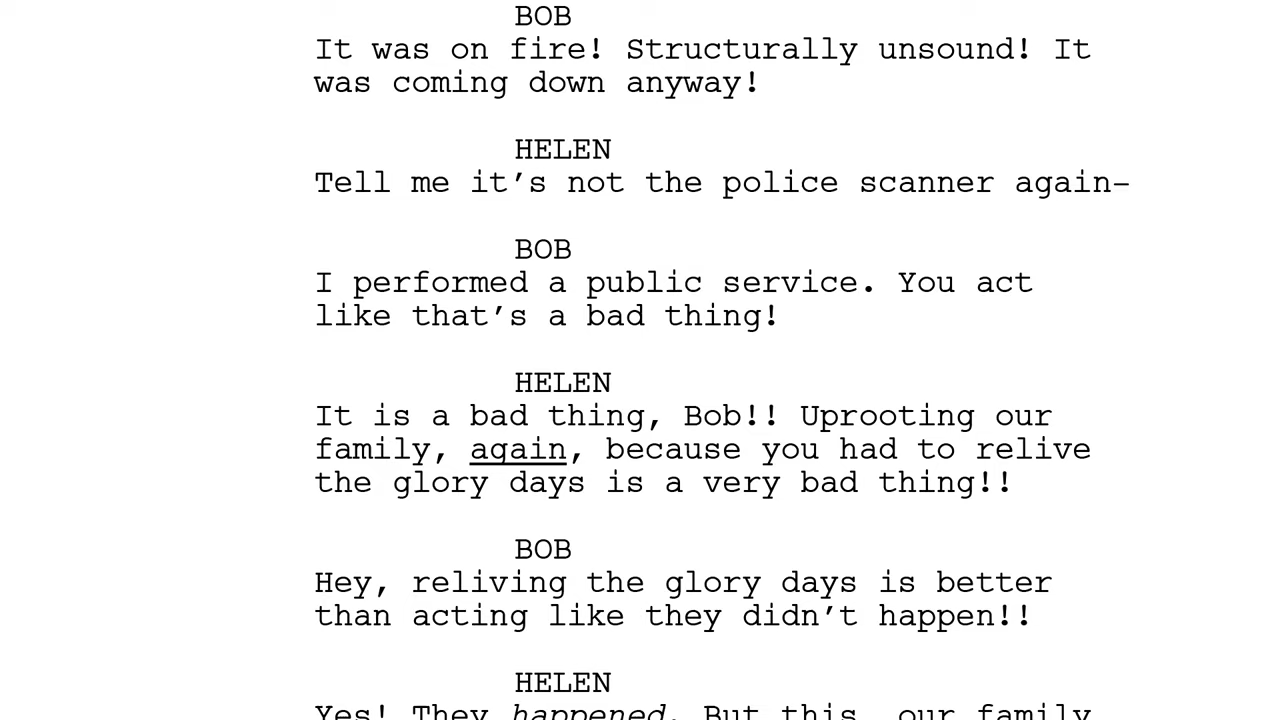 BOB
It was on fire! Structurally unsound! It
was coming down anyway!
HELEN
Tell me it’s not the police scanner again–
BOB
I performed a public service. You act
like that’s a bad thing!
HELEN
It is a bad thing, Bob!! Uprooting our
family, again, because you had to relive
the glory days is a very bad thing!!
BOB
Hey, reliving the glory days is better
than acting like they didn’t happen!!
HELEN
Yes! They happened. But this, our family